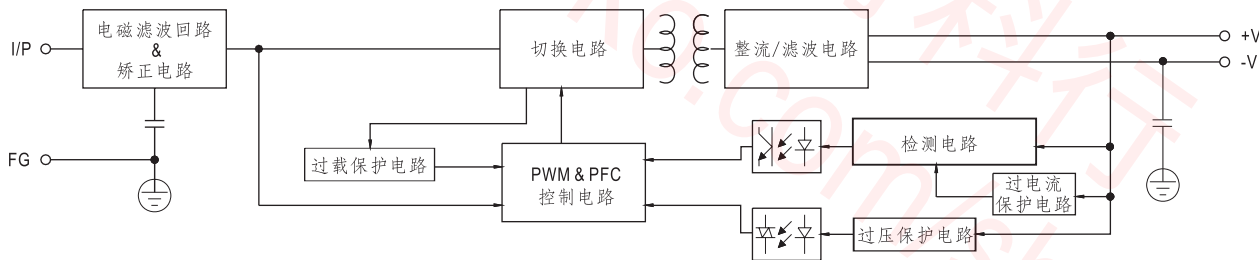 电磁滤波回路
&
矫正电路
I/P
FG
切换电路
整流/滤波电路
+V
-V
过载保护电路
PWM & PFC
控制电路
检测电路
过电流
保护电路
过压保护电路
科行